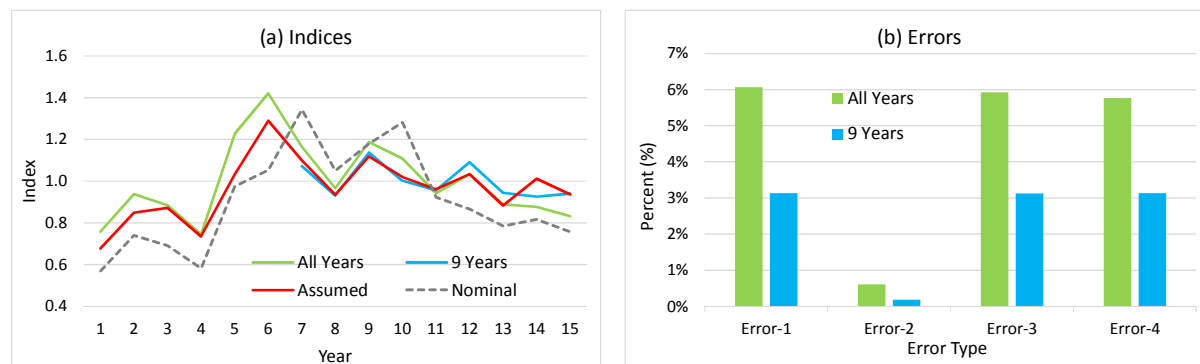 (a) Indices
1.6
1.4
1.2
1.0
0.8
0.6
0.4
Index
All Years
9 Years
Assumed
Nominal
1 2 3 4 5 6 7 8 9 10 11 12 13 14 15
Year
(b) Errors
7%
6%
5%
4%
3%
2%
1%
0%
Percent (%)
All Years
9 Years
Error-1 Error-2 Error-3 Error-4
Error Type